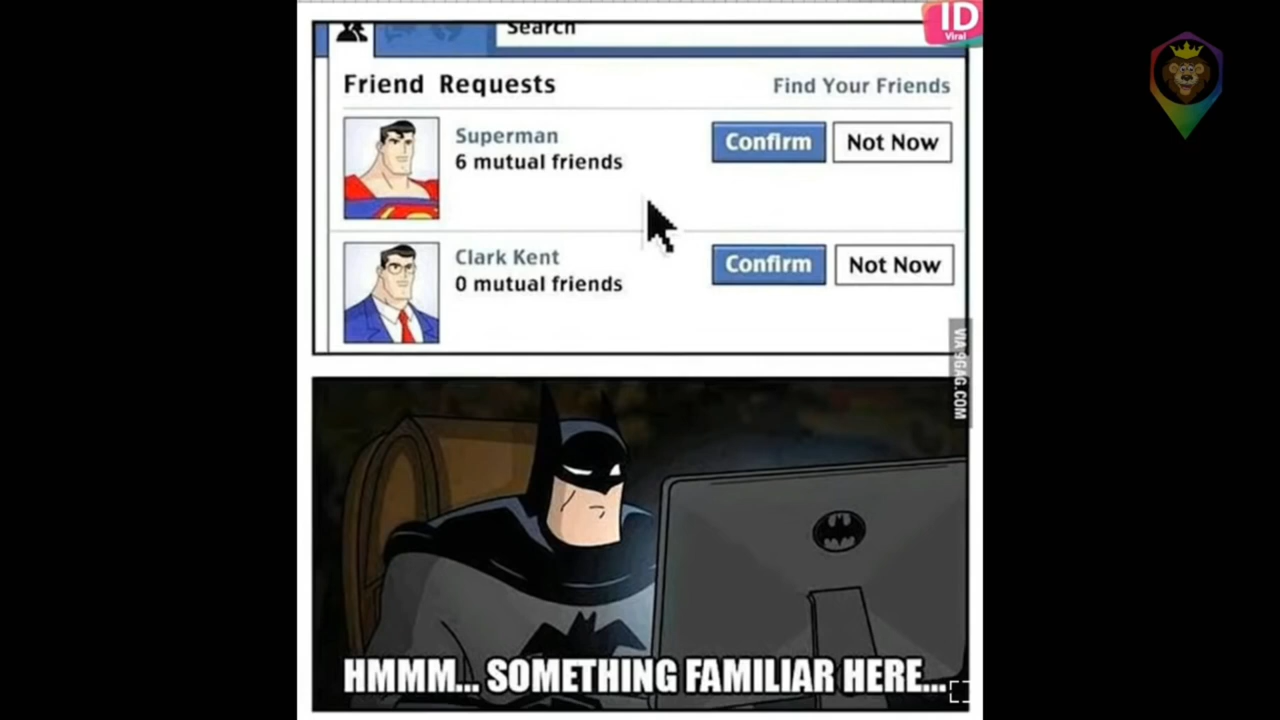 ID
Viral
Search
Friend Requests
Find Your Friends
Superman
6 mutual friends
Confirm
Not Now
Clark Kent
0 mutual friends
Confirm
Not Now
VIA 9GAG.COM
HMMM... SOMETHING FAMILIAR HERE...